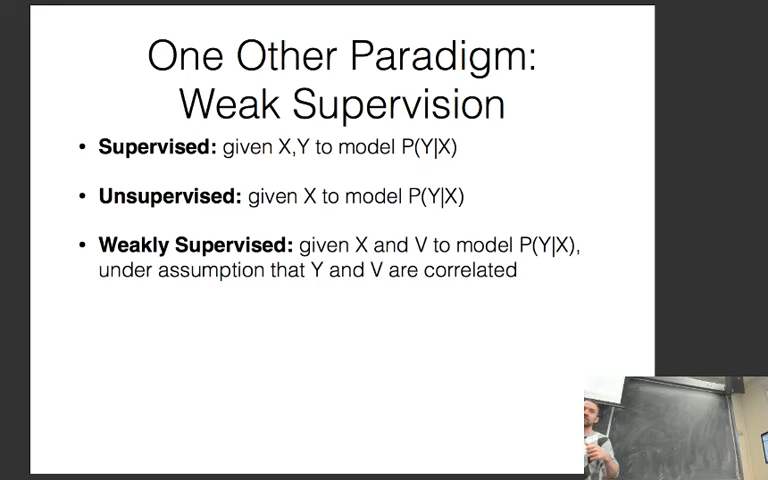 One Other Paradigm:
Weak Supervision
• Supervised: given X,Y to model P(Y|X)
• Unsupervised: given X to model P(Y|X)
• Weakly Supervised: given X and V to model P(Y|X),
under assumption that Y and V are correlated